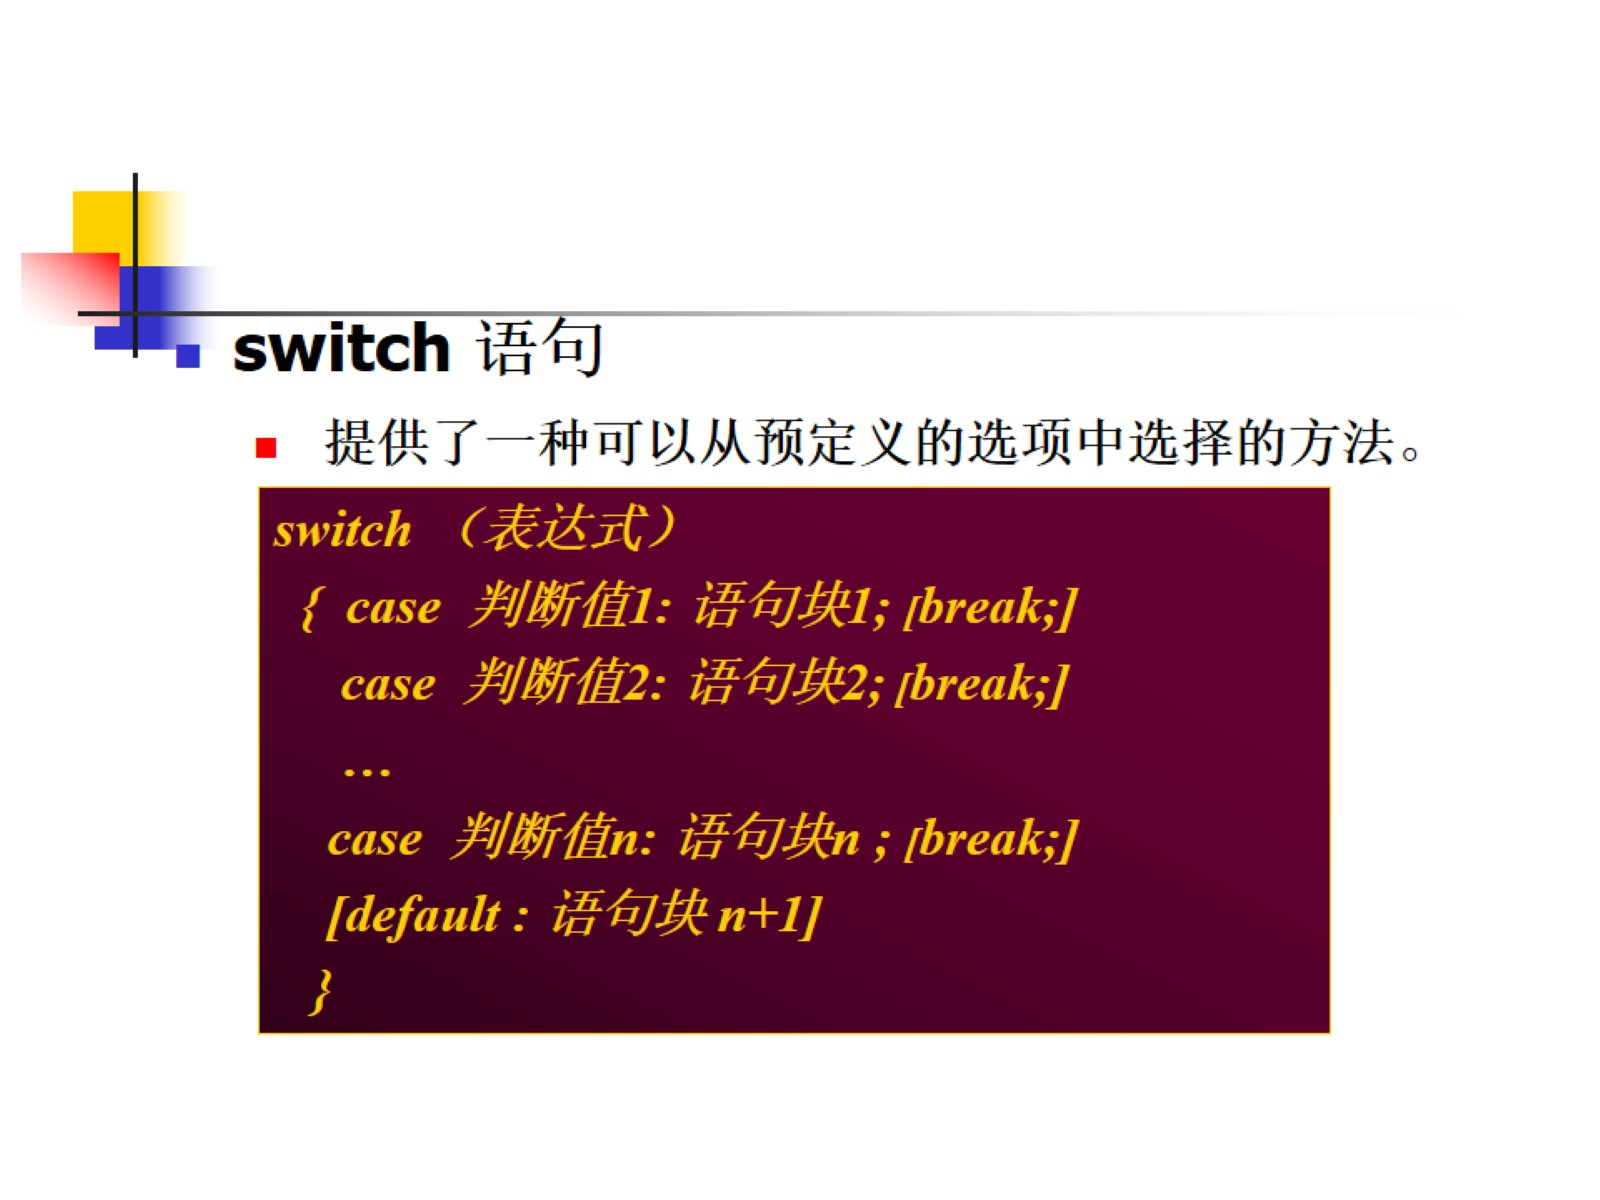 switch 语句
提供了一种可以从预定义的选项中选择的方法。
switch （表达式）
{ case 判断值1: 语句块1; [break;]
case 判断值2: 语句块2; [break;]
…
case 判断值n: 语句块n ; [break;]
[default : 语句块 n+1]
}